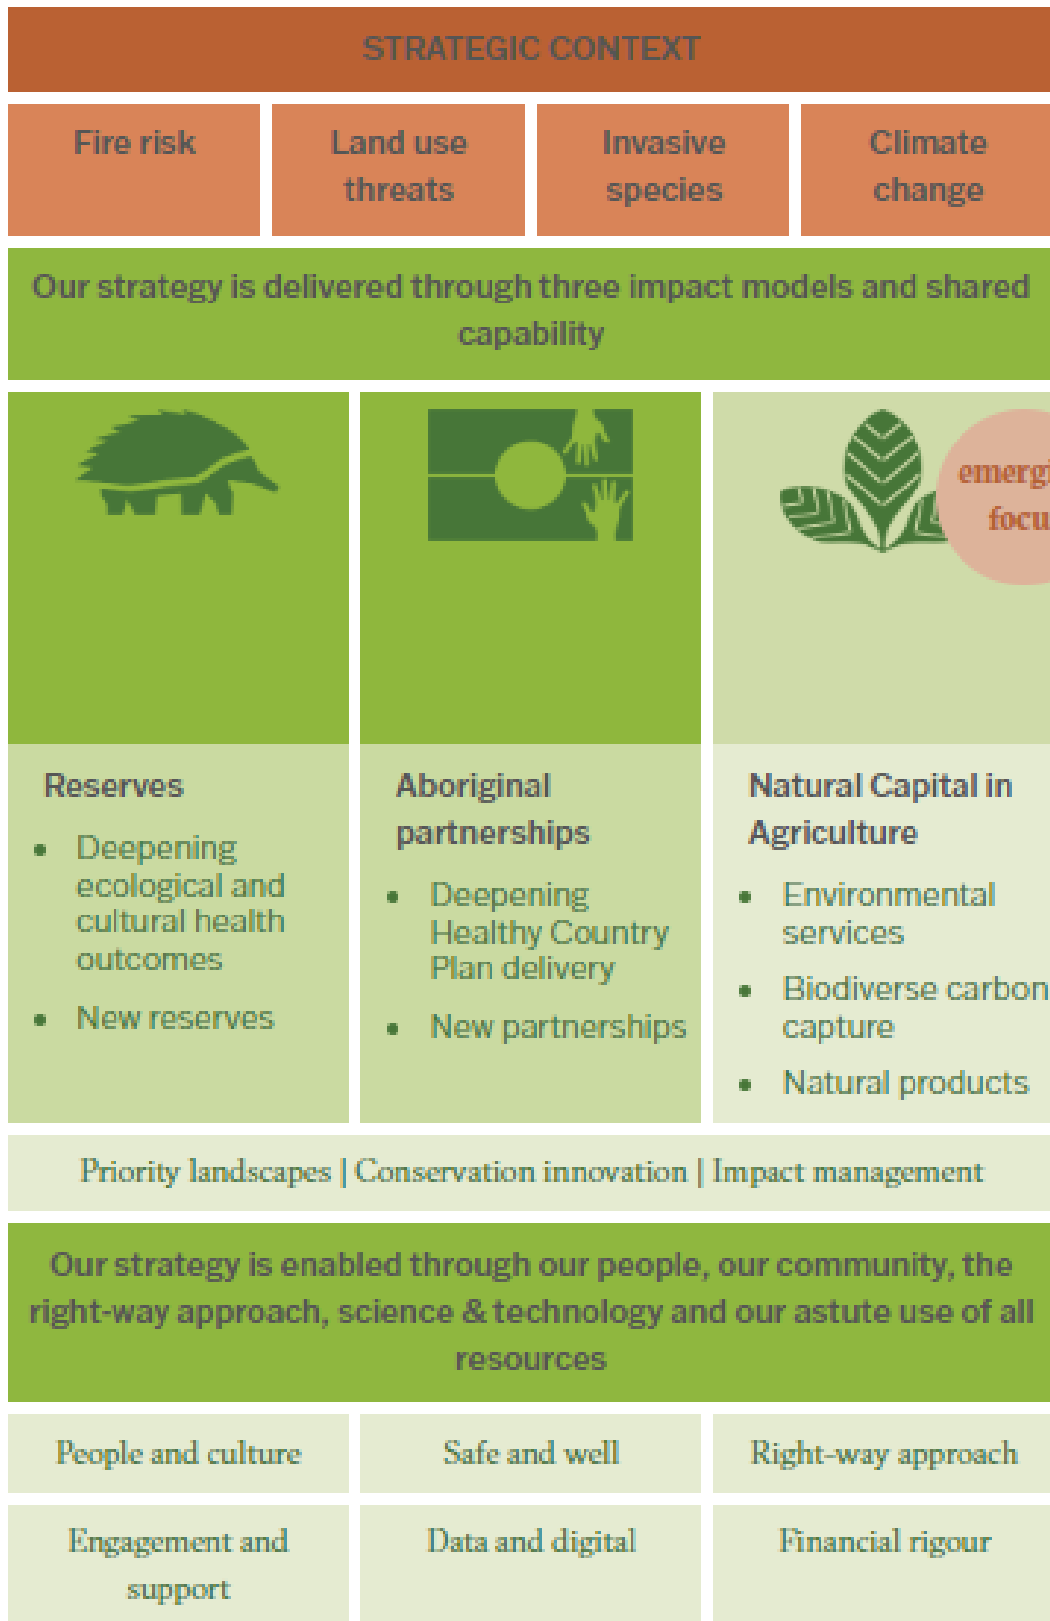 STRATEGIC CONTEXT
Fire risk
Land use
threats
Invasive
species
Climate
change
Our strategy is delivered through three impact models and shared
capability
Reserves
• Deepening
ecological and
cultural health
outcomes
• New reserves
Aboriginal
partnerships
• Deepening
Healthy Country
Plan delivery
• New partnerships
emergi
focu
Natural Capital in
Agriculture
• Environmental
services
• Biodiverse carbon
capture
• Natural products
Priority landscapes | Conservation innovation | Impact management
Our strategy is enabled through our people, our community, the
right-way approach, science & technology and our astute use of all
resources
People and culture
Safe and well
Right-way approach
Engagement and
support
Data and digital
Financial rigour